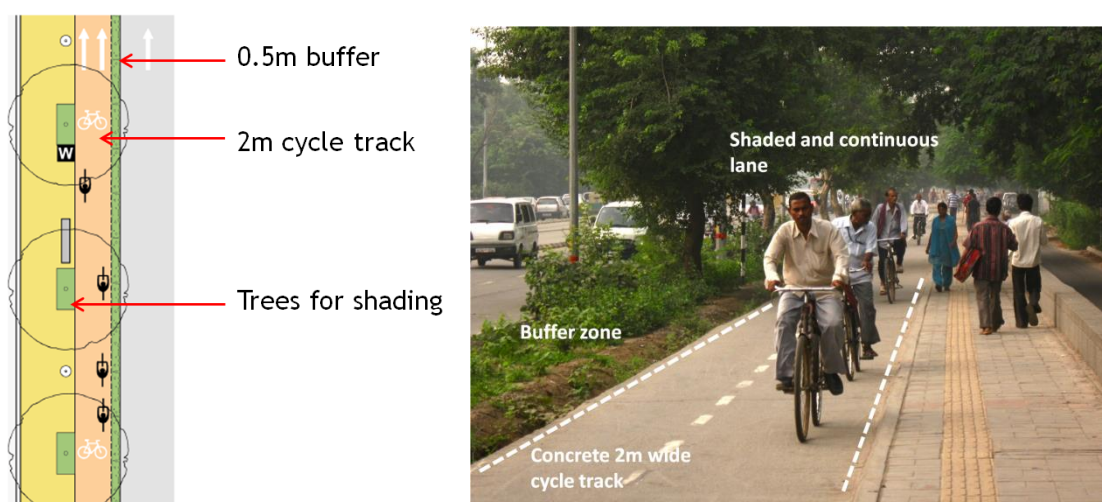 0.5m buffer
2m cycle track
W
Trees for shading
Shaded and continuous
lane
Buffer zone
Concrete 2m wide
cycle track